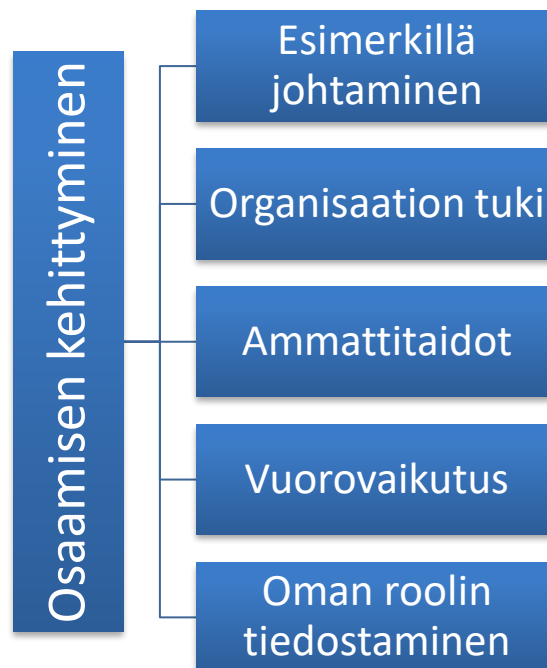 Osaamisen kehittyminen
Esimerkillä
johtaminen
Organisaation tuki
Ammattitaidot
Vuorovaikutus
Oman roolin
tiedostaminen